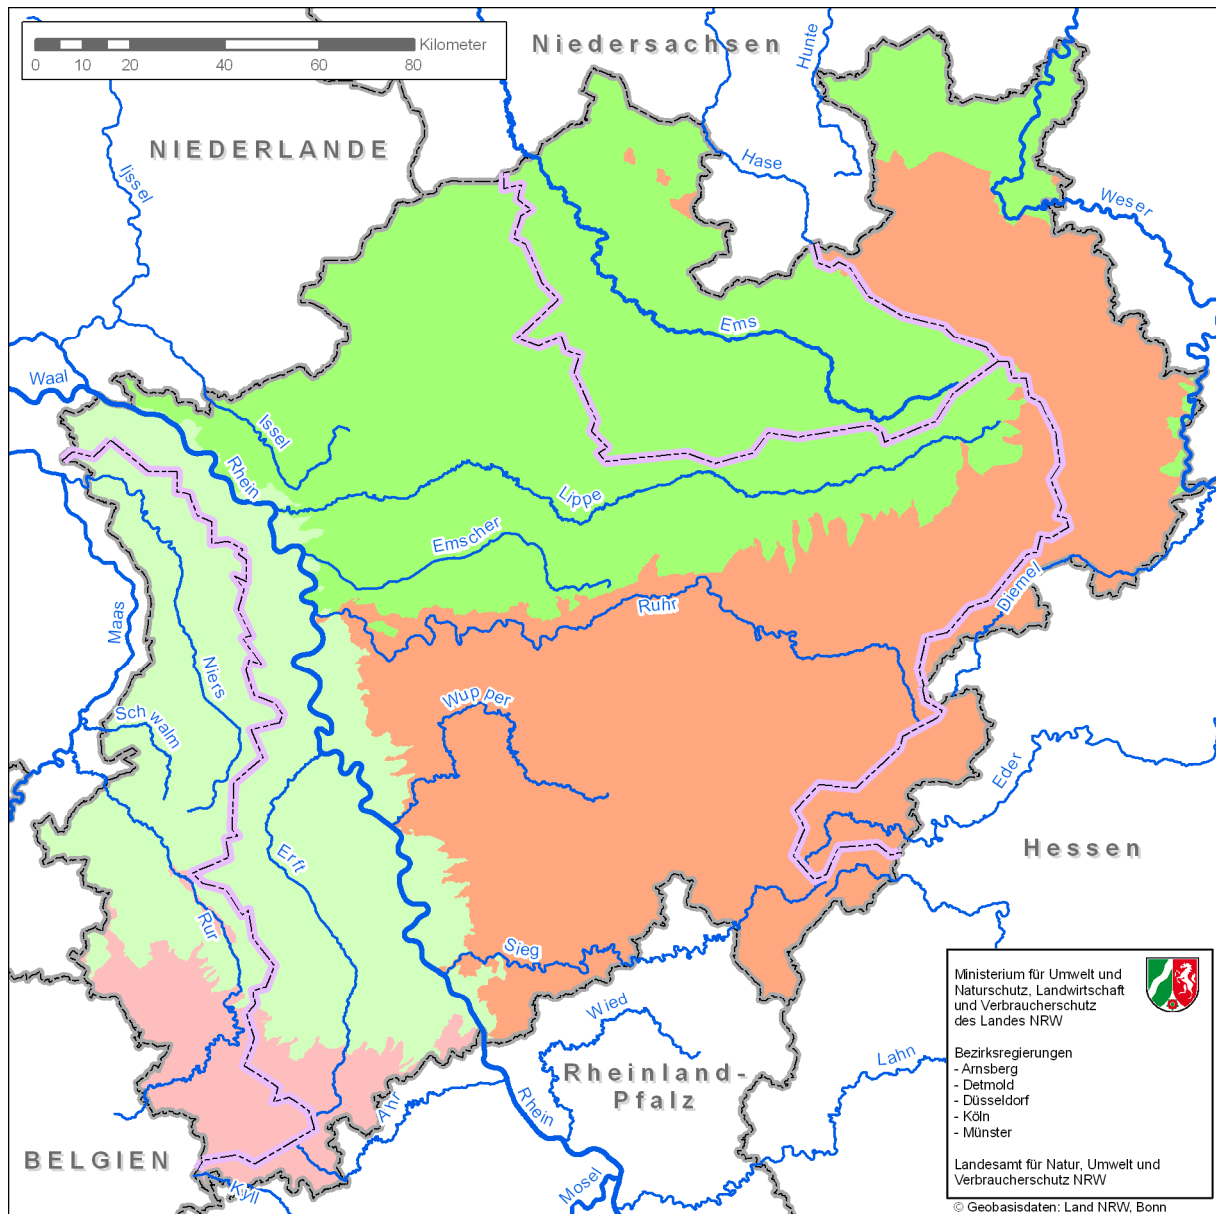 Kilometer
0 10 20 40 60 80
Niedersachsen
Hunte
NIEDERLANDE
Hase
Ijssel
Weser
Ems
Waal
Issel
Rhein
Lippe
Emscher
Diemel
Ruhr
Maas
Niers
Wupper
Schwalm
Eder
Hessen
Erft
Rur
Sieg
Wied
Lahn
Rheinland-
Pfalz
Ahr
Rhein
BELGIEN
Kyll
Mosel
Ministerium für Umwelt und
Naturschutz, Landwirtschaft
und Verbraucherschutz
des Landes NRW
Bezirksregierungen
- Arnsberg
- Detmold
- Düsseldorf
- Köln
- Münster
Landesamt für Natur, Umwelt und
Verbraucherschutz NRW
© Geobasisdaten: Land NRW, Bonn